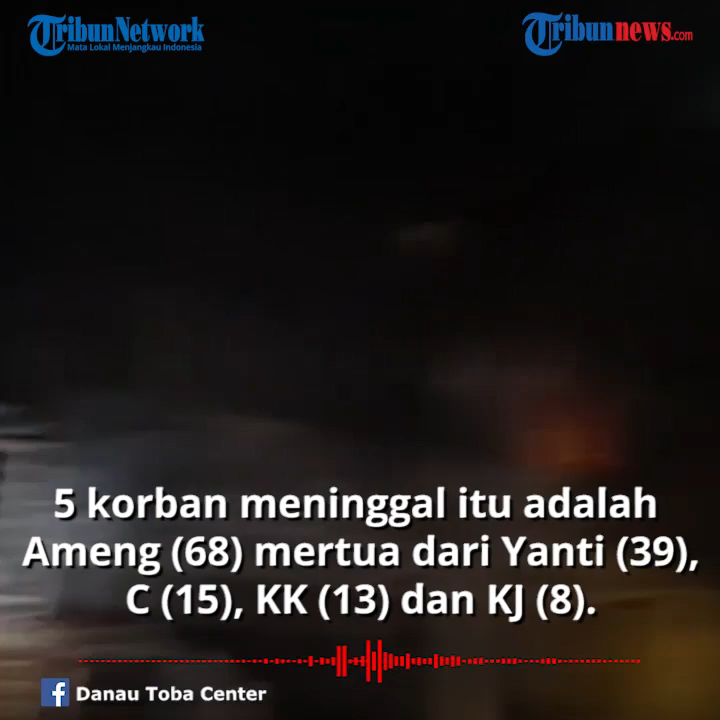 TribunNetwork
Mata Lokal Menjangkau Indonesia
Tribunnews.com
5 korban meninggal itu adalah
Ameng (68) mertua dari Yanti (39),
C (15), KK (13) dan KJ (8).
Danau Toba Center